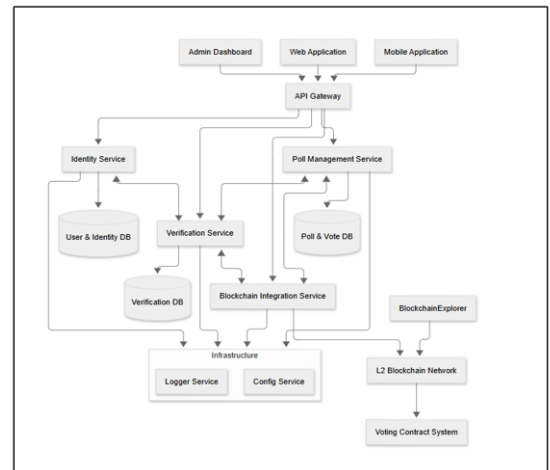 Admin Dashboard
Web Application
Mobile Application
API Gateway
Identity Service
Poll Management Service
User & Identity DB
Verification Service
Poll & Vote DB
Verification DB
Blockchain Integration Service
BlockchainExplorer
Infrastructure
Logger Service
Config Service
L2 Blockchain Network
Voting Contract System